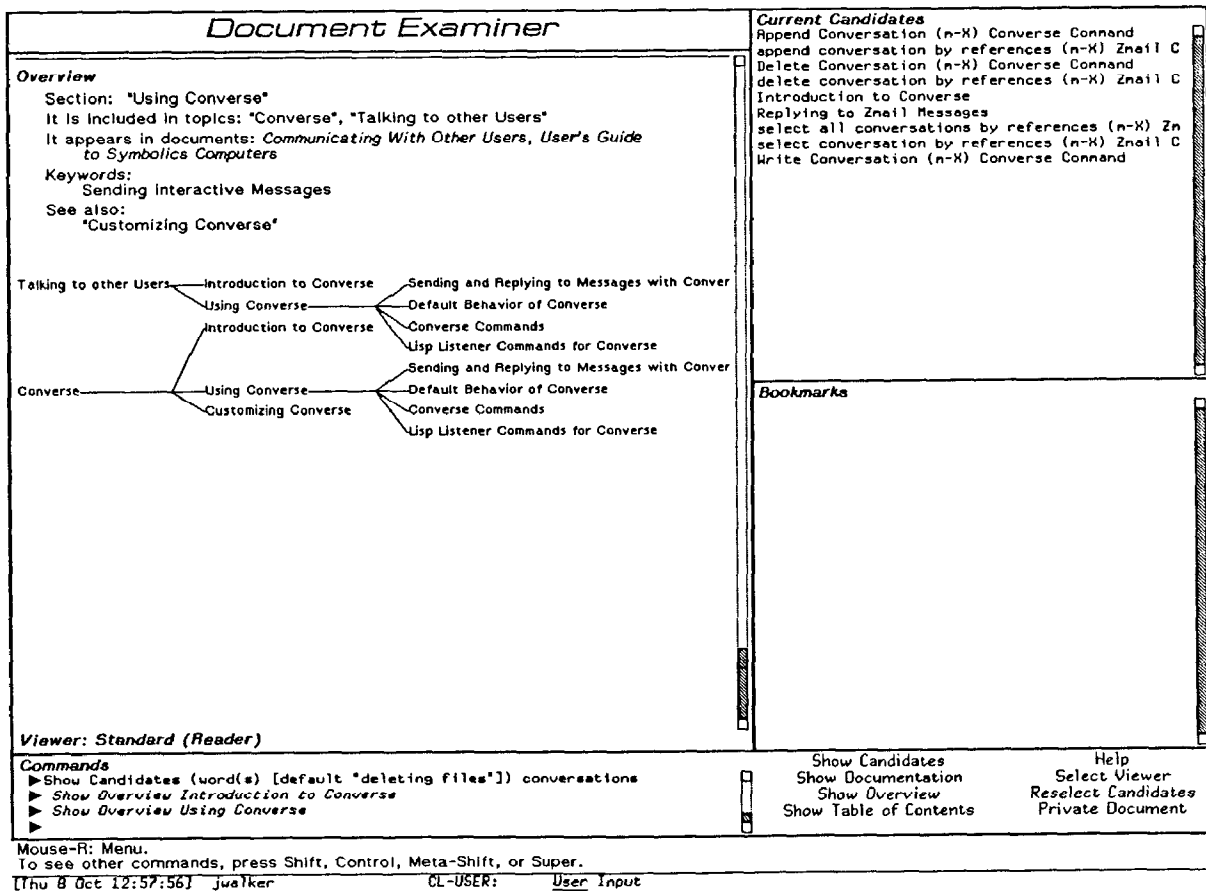 Document Examiner
Overview
Section: "Using Converse"
It is included in topics: "Converse", "Talking to other Users"
It appears in documents: Communicating With Other Users, User's Guide
to Symbolics Computers
Keywords:
Sending Interactive Messages
See also:
"Customizing Converse"
Talking to other Users
Introduction to Converse
Using Converse
Sending and Replying to Messages with Conver
Default Behavior of Converse
Converse Commands
Lisp Listener Commands for Converse
Converse
Introduction to Converse
Using Converse
Customizing Converse
Sending and Replying to Messages with Conver
Default Behavior of Converse
Converse Commands
Lisp Listener Commands for Converse
Viewer: Standard (Reader)
Current Candidates
Append Conversation (m-X) Converse Command
append conversation by references (m-X) Zmail C
Delete Conversation (m-X) Converse Command
delete conversation by references (m-X) Zmail C
Introduction to Converse
Replying to Zmail Messages
select all conversations by references (m-X) Zm
select conversation by references (m-X) Zmail C
Write Conversation (m-X) Converse Command
Bookmarks
Commands
Show Candidates (word(s) [default "deleting files"]) conversations
Show Overview Introduction to Converse
Show Overview Using Converse
Show Candidates
Show Documentation
Show Overview
Show Table of Contents
Help
Select Viewer
Reselect Candidates
Private Document
Mouse-R: Menu.
To see other commands, press Shift, Control, Meta-Shift, or Super.
[Thu 8 Oct 12:57:56] jwalker CL-USER: User Input